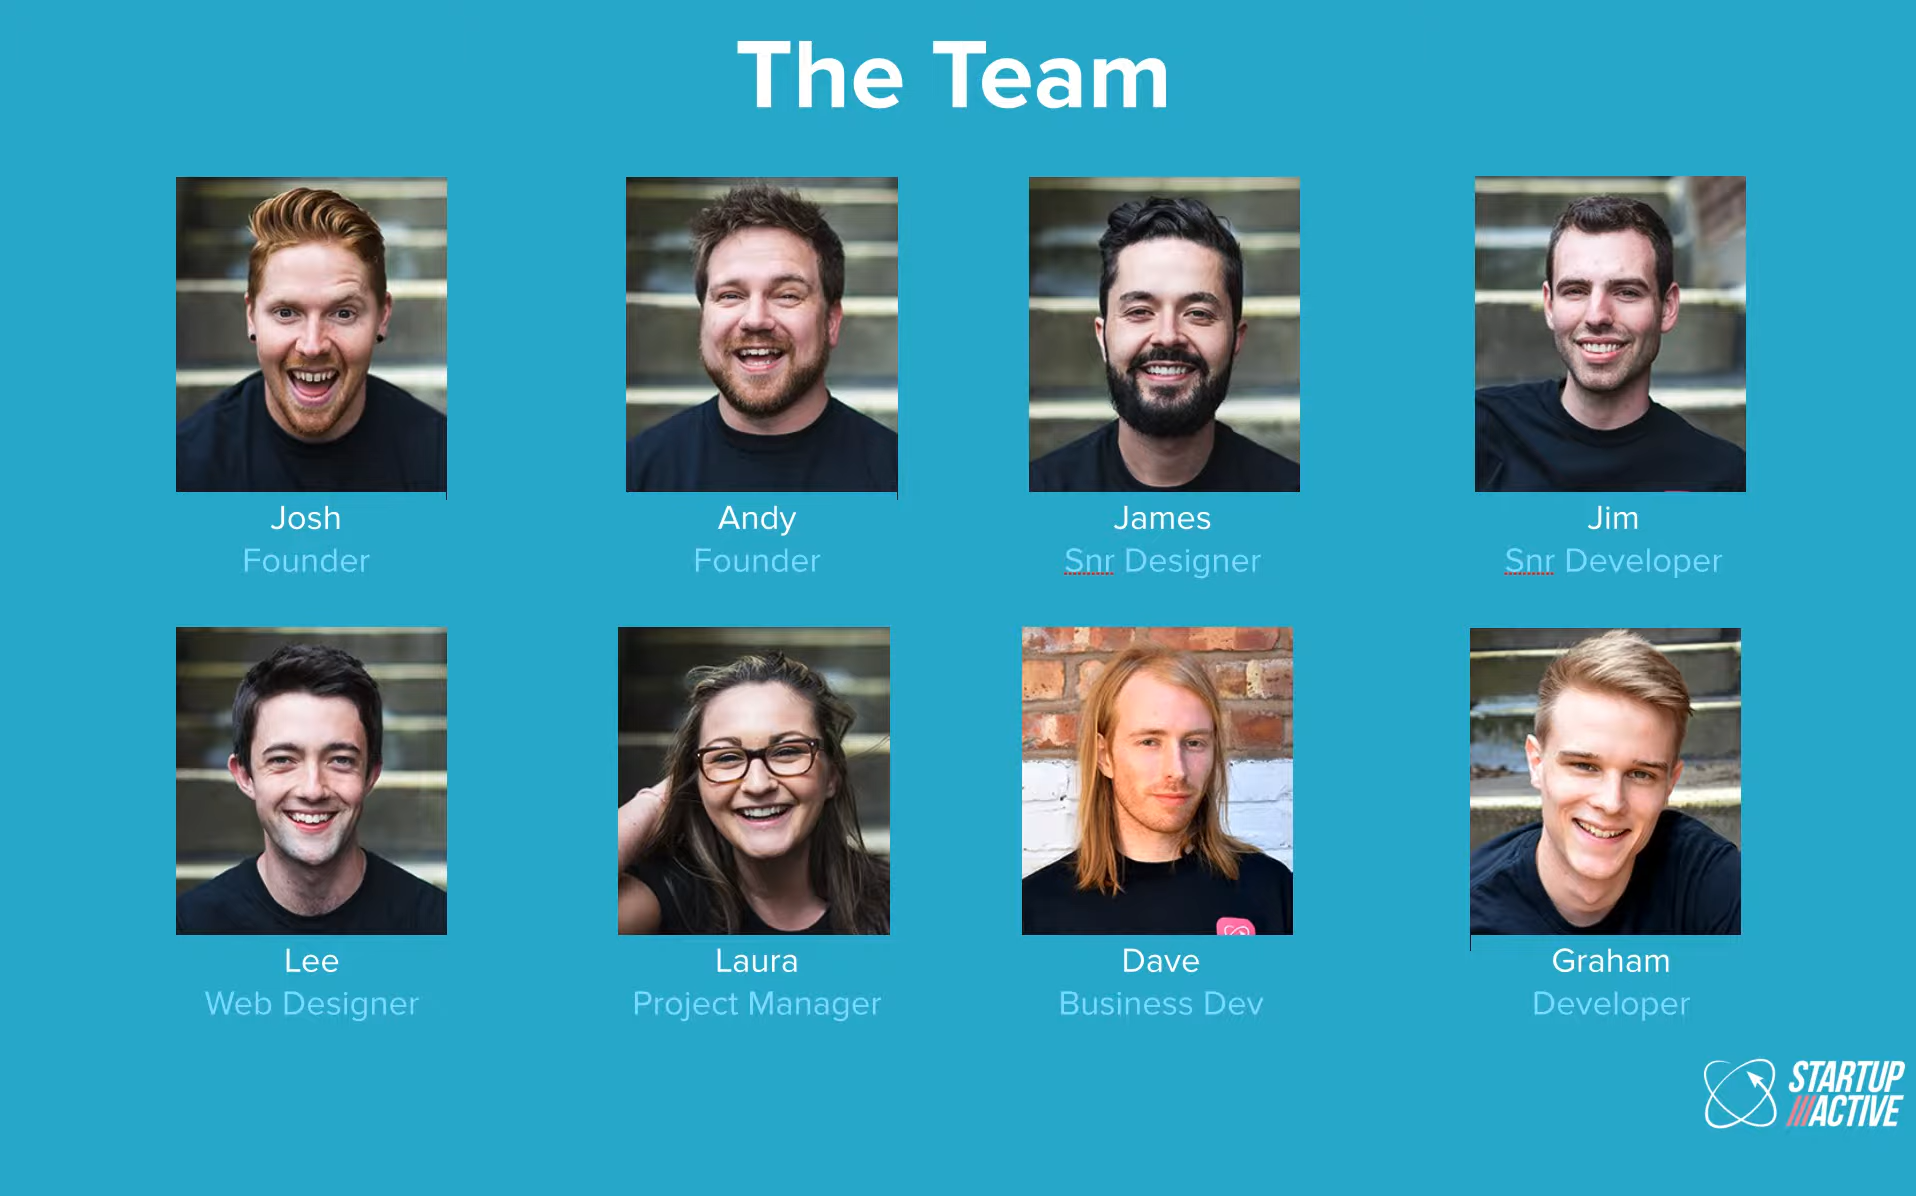 The Team
Josh
Founder
Andy
Founder
James
Snr Designer
Jim
Snr Developer
Lee
Web Designer
Laura
Project Manager
Dave
Business Dev
Graham
Developer
STARTUP
ACTIVE